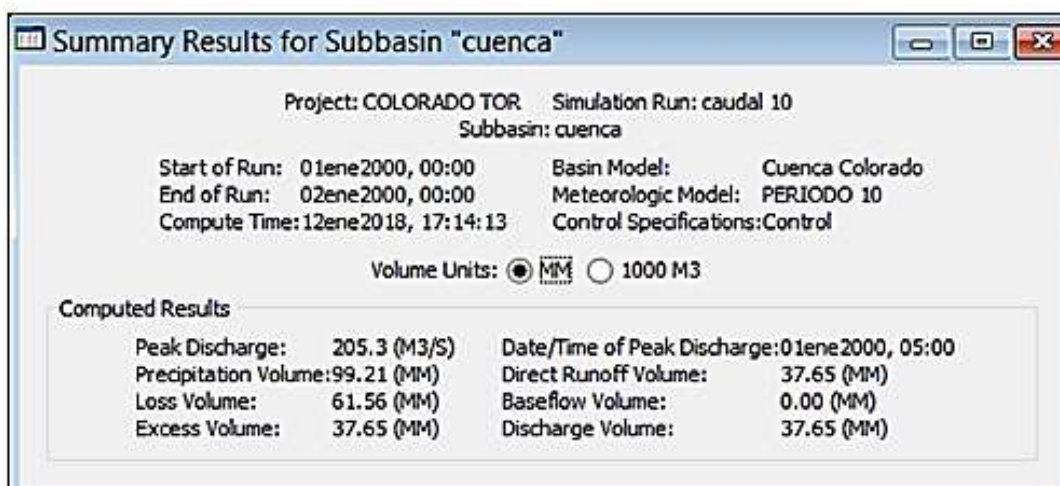 Summary Results for Subbasin "cuenca"
Project: COLORADO TOR Simulation Run: caudal 10
Subbasin: cuenca
Start of Run: 01ene2000, 00:00 Basin Model: Cuenca Colorado
End of Run: 02ene2000, 00:00 Meteorologic Model: PERIODO 10
Compute Time:12ene2018, 17:14:13 Control Specifications:Control
Volume Units: MM 1000 M3
Computed Results
Peak Discharge: 205.3 (M3/S) Date/Time of Peak Discharge:01ene2000, 05:00
Precipitation Volume:99.21 (MM) Direct Runoff Volume: 37.65 (MM)
Loss Volume: 61.56 (MM) Baseflow Volume: 0.00 (MM)
Excess Volume: 37.65 (MM) Discharge Volume: 37.65 (MM)